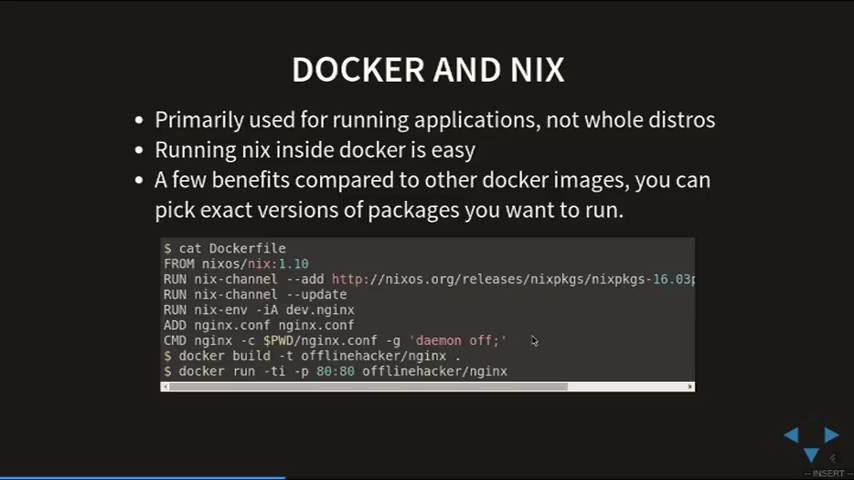 DOCKER AND NIX
• Primarily used for running applications, not whole distros
• Running nix inside docker is easy
• A few benefits compared to other docker images, you can
pick exact versions of packages you want to run.
$ cat Dockerfile
FROM nixos/nix:1.10
RUN nix-channel --add http://nixos.org/releases/nixpkgs/nixpkgs-16.03p
RUN nix-channel --update
RUN nix-env -iA dev.nginx
ADD nginx.conf nginx.conf
CMD nginx -c $PWD/nginx.conf -g 'daemon off;'
$ docker build -t offlinehacker/nginx .
$ docker run -ti -p 80:80 offlinehacker/nginx
-- INSERT --